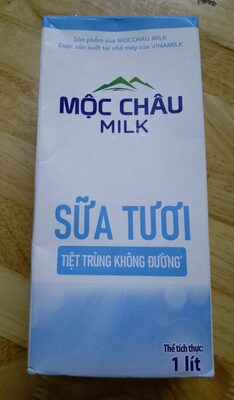 Sản phẩm của MOCCHAU MILK
Được sản xuất tại nhà máy của VINAMILK
MỘC CHÂU
MILK
SỮA TƯƠI
TIỆT TRÙNG KHÔNG ĐƯỜNG*
Thể tích thực
1 lít